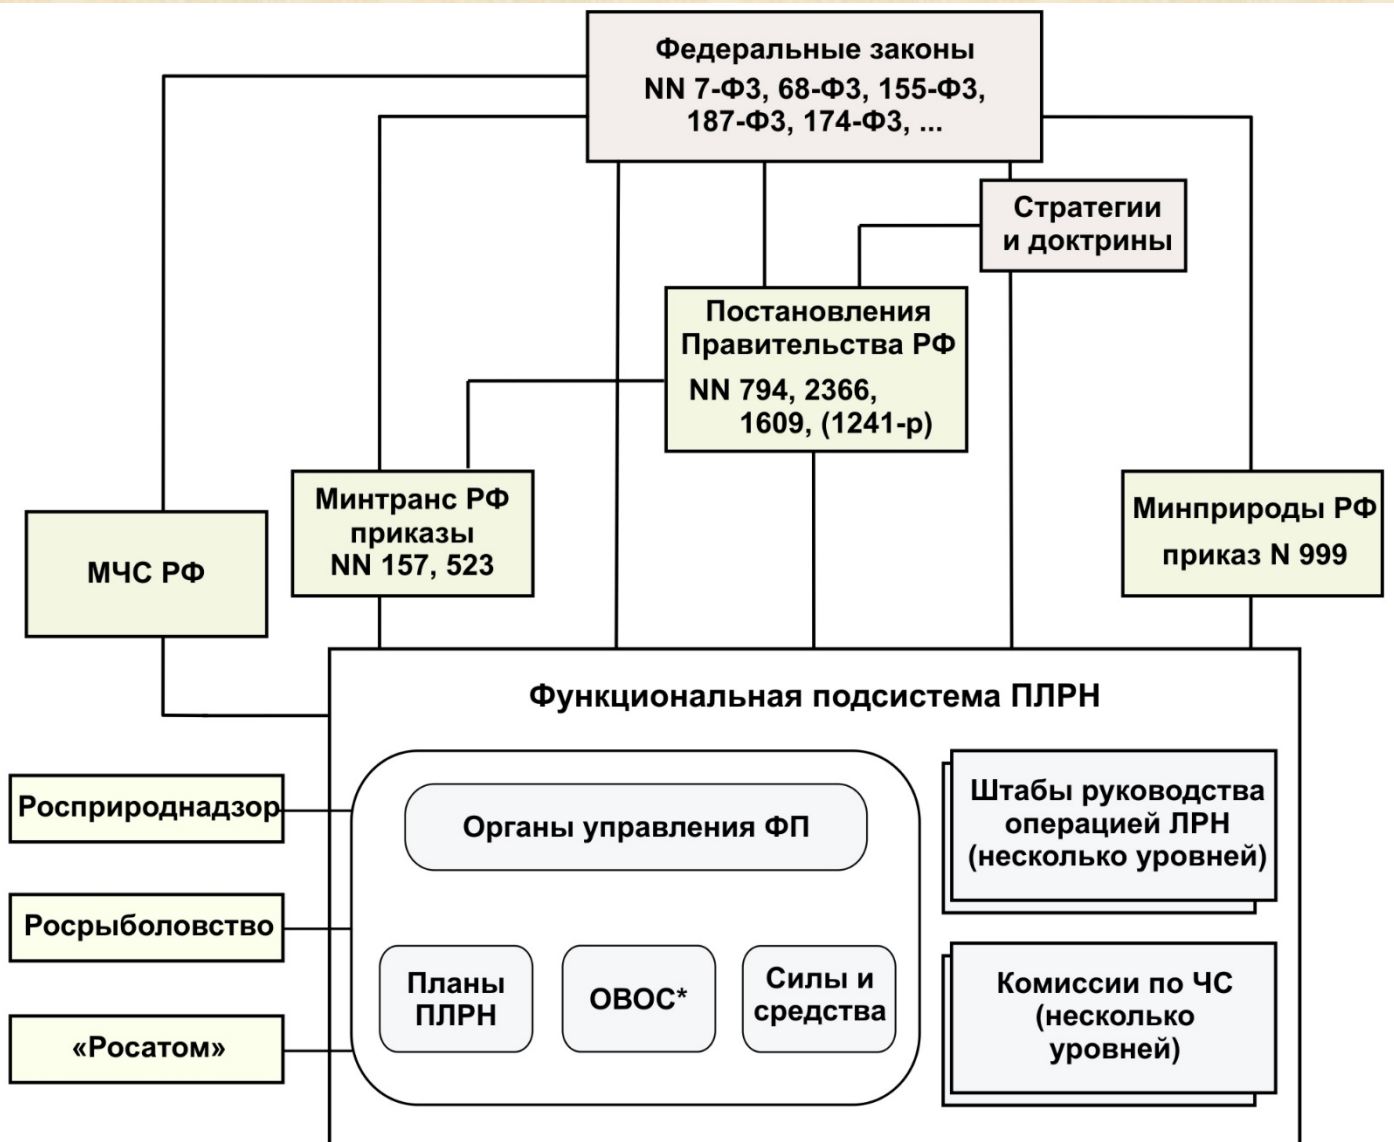 Федеральные законы
NN 7-ФЗ, 68-ФЗ, 155-ФЗ,
187-ФЗ, 174-ФЗ, ...
Стратегии
и доктрины
Постановления
Правительства РФ
NN 794, 2366,
1609, (1241-р)
МЧС РФ
Минтранс РФ
приказы
NN 157, 523
Минприроды РФ
приказ N 999
Функциональная подсистема ПЛРН
Росприроднадзор
Росрыболовство
«Росатом»
Органы управления ФП
Планы
ПЛРН
ОВОС*
Силы и
средства
Штабы руководства
операцией ЛРН
(несколько уровней)
Комиссии по ЧС
(несколько
уровней)